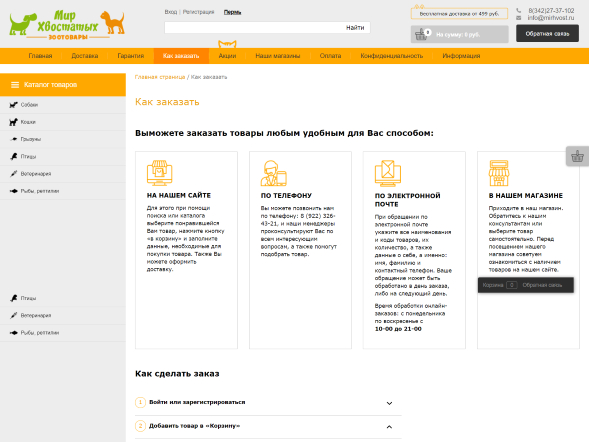 Мир Хвостатых
ЗООТОВАРЫ
Вход | Регистрация
Пермь
Найти
Бесплатная доставка от 499 руб.
0
На сумму: 0 руб.
8(342)27-37-102
info@mirhvost.ru
Обратная связь
Главная
Доставка
Гарантия
Как заказать
Акции
Наши магазины
Оплата
Конфиденциальность
Информация
Каталог товаров
Собаки
Кошки
Грызуны
Птицы
Ветеринария
Рыбы, рептилии
Птицы
Ветеринария
Рыбы, рептилии
Главная страница / Как заказать
Как заказать
Выможете заказать товары любым удобным для Вас способом:
НА НАШЕМ САЙТЕ
Для этого при помощи
поиска или каталога
выберите понравившейся
Вам товар, нажмите кнопку
«в корзину» и заполните
данные, необходимые для
покупки товара. Также Вы
можете оформить
доставку.
ПО ТЕЛЕФОНУ
Вы можете позвонить нам
по телефону: 8 (922) 326-
43-21, и наши менеджеры
проконсультируют Вас по
всем интересующим
вопросам, а также помогут
подобрать товар.
ПО ЭЛЕКТРОННОЙ
ПОЧТЕ
При обращении по
электронной почте
укажите все наименования
и коды товаров, их
количество, а также
данные о себе, а именно:
имя, фамилию и
контактный телефон. Ваше
обращение может быть
обработано в день заказа,
либо на следующий день.
Время обработки онлайн-
заказов: с понедельника
по воскресенье с
10-00 до 21-00
В НАШЕМ МАГАЗИНЕ
Приходите в наш магазин.
Обратитесь к нашим
консультантам или
выберите товар
самостоятельно. Перед
посещением нашего
магазина советуем
ознакомиться с наличием
товаров на нашем сайте.
Корзина 0 Обратная связь
Как сделать заказ
1 Войти или зарегистрироваться
2 Добавить товар в «Корзину»